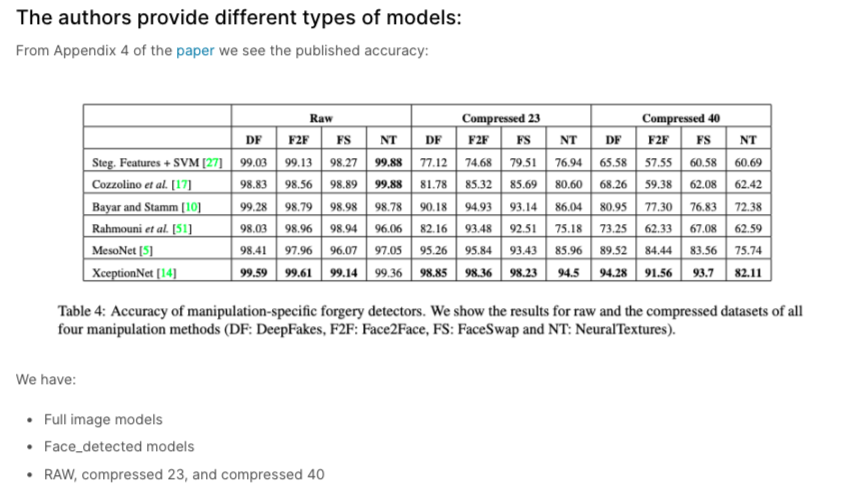 The authors provide different types of models:
From Appendix 4 of the paper we see the published accuracy:
Raw Compressed 23 Compressed 40
DF F2F FS NT DF F2F FS NT DF F2F FS NT
Steg. Features + SVM [27] 99.03 99.13 98.27 99.88 77.12 74.68 79.51 76.94 65.58 57.55 60.58 60.69
Cozzolino et al. [17] 98.83 98.56 98.89 99.88 81.78 85.32 85.69 80.60 68.26 59.38 62.08 62.42
Bayar and Stamm [10] 99.28 98.79 98.98 98.78 90.18 94.93 93.14 86.04 80.95 77.30 76.83 72.38
Rahmouni et al. [51] 98.03 98.96 98.94 96.06 82.16 93.48 92.51 75.18 73.25 62.33 67.08 62.59
MesoNet [5] 98.41 97.96 96.07 97.05 95.26 95.84 93.43 85.96 89.52 84.44 83.56 75.74
XceptionNet [14] 99.59 99.61 99.14 99.36 98.85 98.36 98.23 94.5 94.28 91.56 93.7 82.11
Table 4: Accuracy of manipulation-specific forgery detectors. We show the results for raw and the compressed datasets of all
four manipulation methods (DF: DeepFakes, F2F: Face2Face, FS: FaceSwap and NT: NeuralTextures).
We have:
• Full image models
• Face_detected models
• RAW, compressed 23, and compressed 40